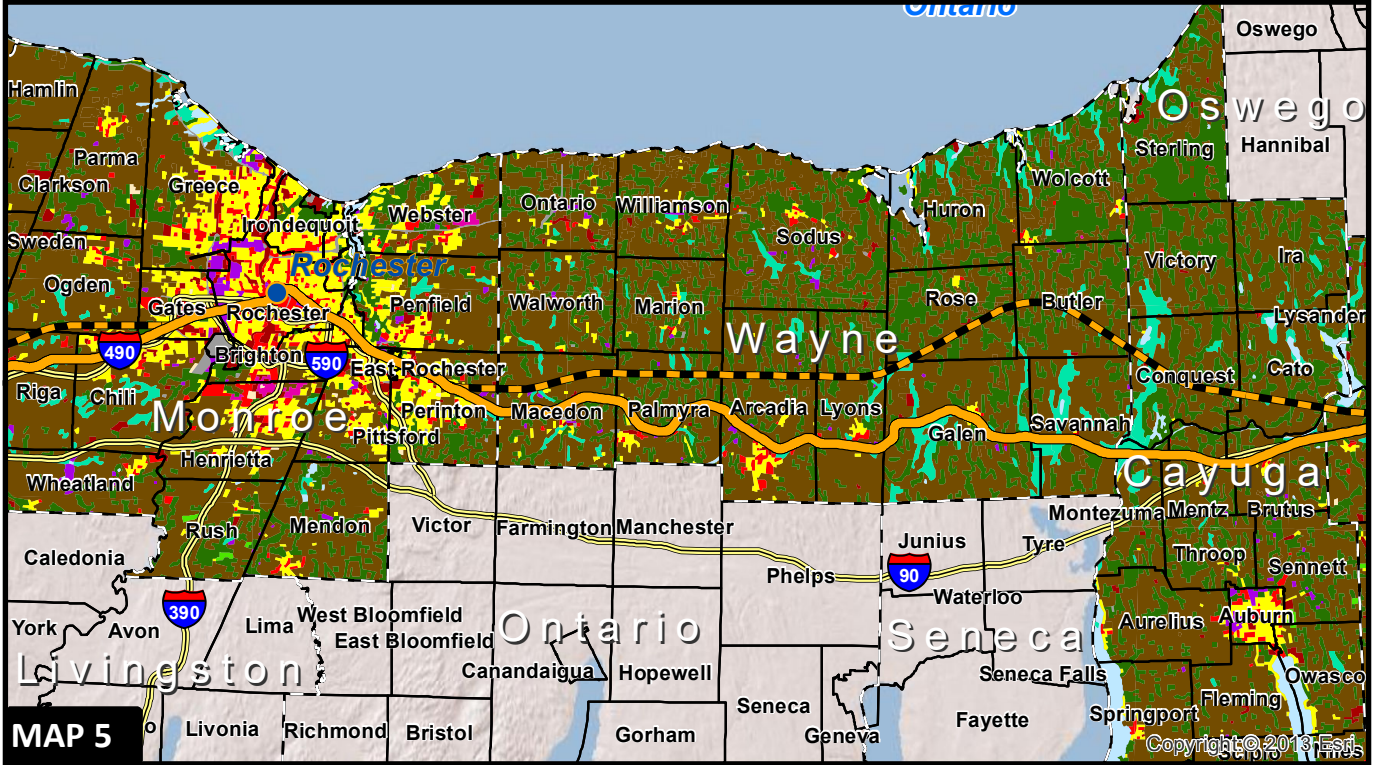 Ontario
Oswego
Hamlin
Oswego
Parma
Sterling
Hannibal
Clarkson
Greece
Wolcott
Ontario
Williamson
Webster
Huron
Irondequoit
Sodus
Sweden
Rochester
Victory
Ira
Ogden
Rose
Butler
Gates
Penfield
Walworth
Marion
Rochester
Lysander
Wayne
490
Brighton
590
East Rochester
Conquest
Cato
Riga
Chili
Monroe
Perinton
Macedon
Palmyra
Arcadia
Lyons
Savannah
Pittsford
Galen
Henrietta
Cayuga
Wheatland
Montezuma
Mentz
Brutus
Rush
Mendon
Victor
Farmington
Manchester
Junius
Tyre
Caledonia
Throop
Sennett
Phelps
90
Waterloo
390
West Bloomfield
Auburn
York
Avon
Lima
East Bloomfield
Ontario
Seneca
Aurelius
Livingston
Canandaigua
Hopewell
Seneca Falls
Owasco
Fleming
Seneca
Springport
Livonia
Richmond
Bristol
Gorham
Geneva
Fayette
MAP 5
o
Copyright:© 2013 Esri,
Scipio
Niles